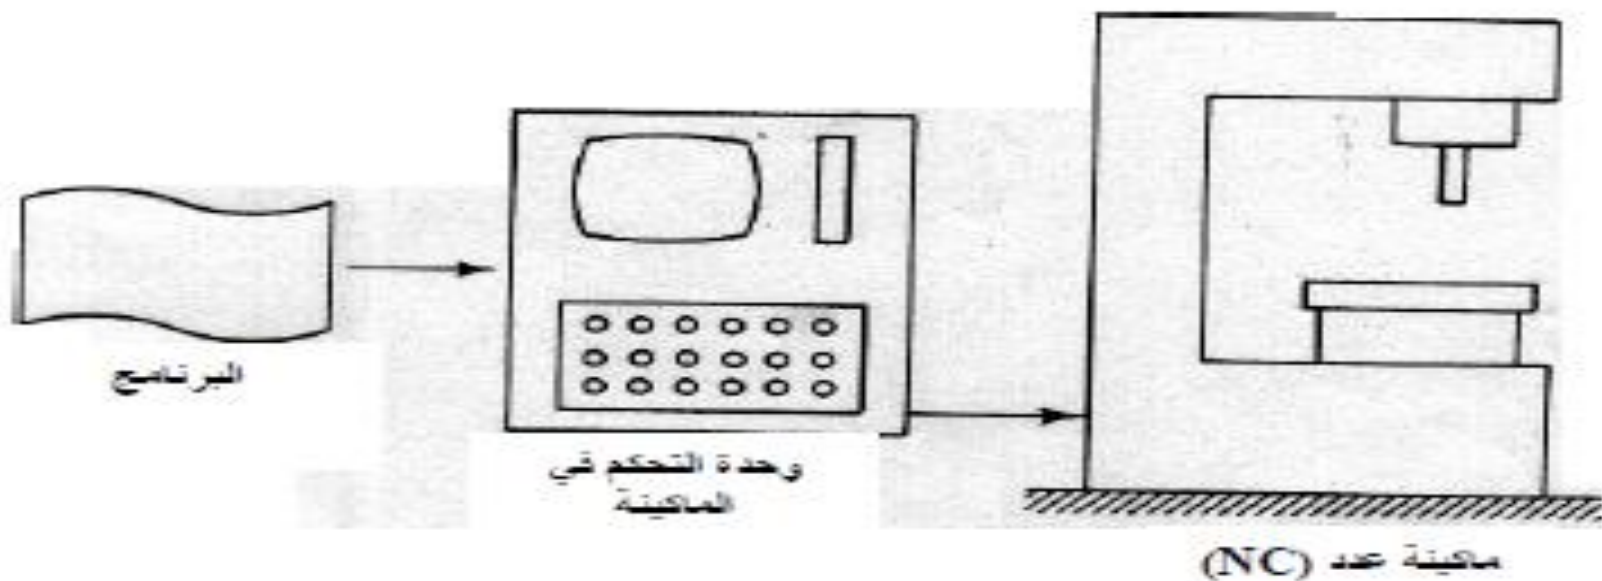 البرنامج
وحدة التحكم في
الماكينة
ماكينة عدد (NC)